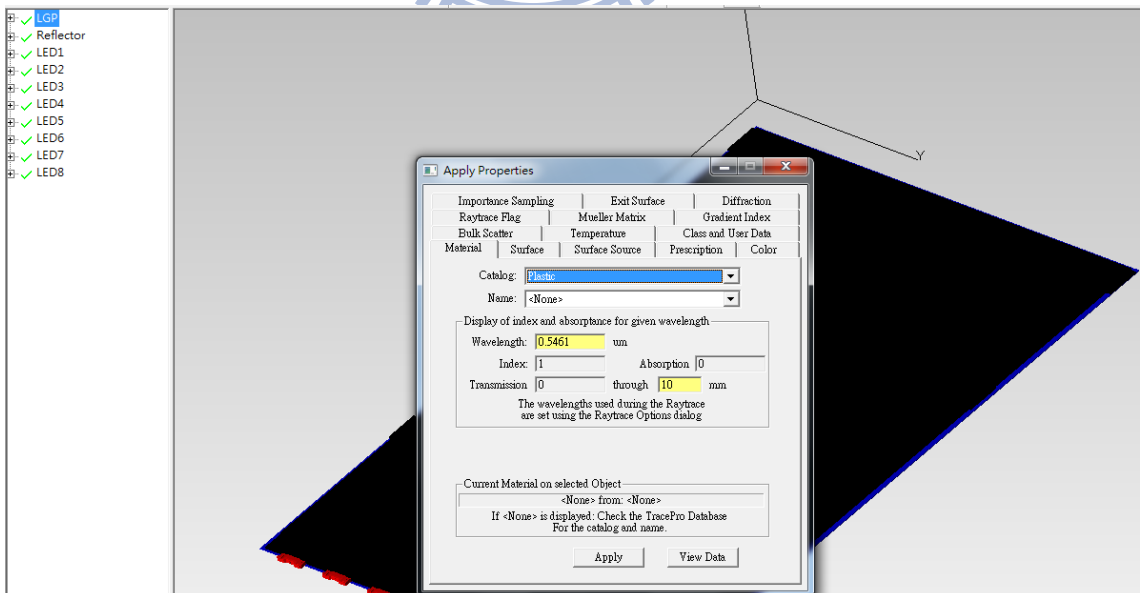 LGP
Reflector
LED1
LED2
LED3
LED4
LED5
LED6
LED7
LED8
Y
Apply Properties
Importance Sampling Exit Surface Diffraction
Raytrace Flag Mueller Matrix Gradient Index
Bulk Scatter Temperature Class and User Data
Material Surface Surface Source Prescription Color
Catalog: Plastic
Name: <None>
Display of index and absorptance for given wavelength
Wavelength: 0.5461 um
Index: 1 Absorption 0
Transmission 0 through 10 mm
The wavelengths used during the Raytrace
are set using the Raytrace Options dialog
Current Material on selected Object
<None> from: <None>
If <None> is displayed: Check the TracePro Database
For the catalog and name.
Apply View Data